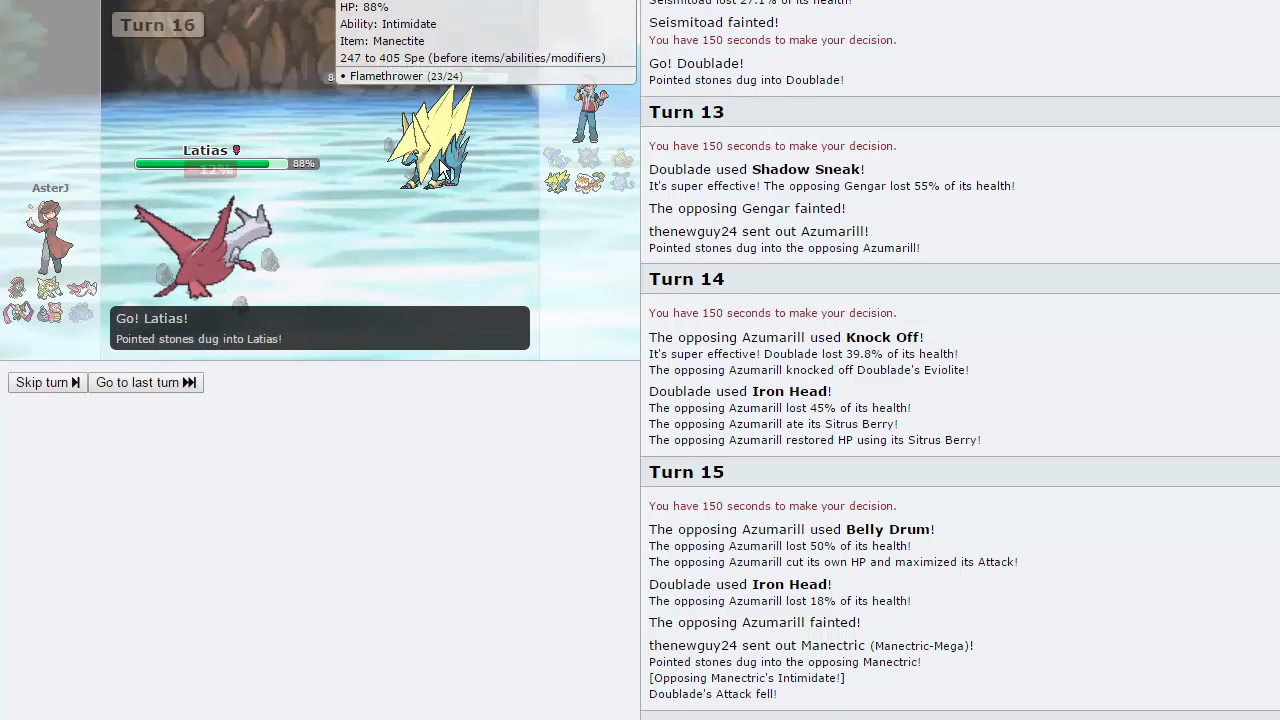 Turn 16
HP: 88%
Ability: Intimidate
Item: Manectite
247 to 405 Spe (before items/abilities/modifiers)
• Flamethrower (23/24)
Latias
88%
AsterJ
Go! Latias!
Pointed stones dug into Latias!
Skip turn
Go to last turn
Seismitoad fainted!
You have 150 seconds to make your decision.
Go! Doublade!
Pointed stones dug into Doublade!
Turn 13
You have 150 seconds to make your decision.
Doublade used Shadow Sneak!
It's super effective! The opposing Gengar lost 55% of its health!
The opposing Gengar fainted!
thenewguy24 sent out Azumarill!
Pointed stones dug into the opposing Azumarill!
Turn 14
You have 150 seconds to make your decision.
The opposing Azumarill used Knock Off!
It's super effective! Doublade lost 39.8% of its health!
The opposing Azumarill knocked off Doublade's Eviolite!
Doublade used Iron Head!
The opposing Azumarill lost 45% of its health!
The opposing Azumarill ate its Sitrus Berry!
The opposing Azumarill restored HP using its Sitrus Berry!
Turn 15
You have 150 seconds to make your decision.
The opposing Azumarill used Belly Drum!
The opposing Azumarill lost 50% of its health!
The opposing Azumarill cut its own HP and maximized its Attack!
Doublade used Iron Head!
The opposing Azumarill lost 18% of its health!
The opposing Azumarill fainted!
thenewguy24 sent out Manectric (Manectric-Mega)!
Pointed stones dug into the opposing Manectric!
[Opposing Manectric's Intimidate!]
Doublade's Attack fell!